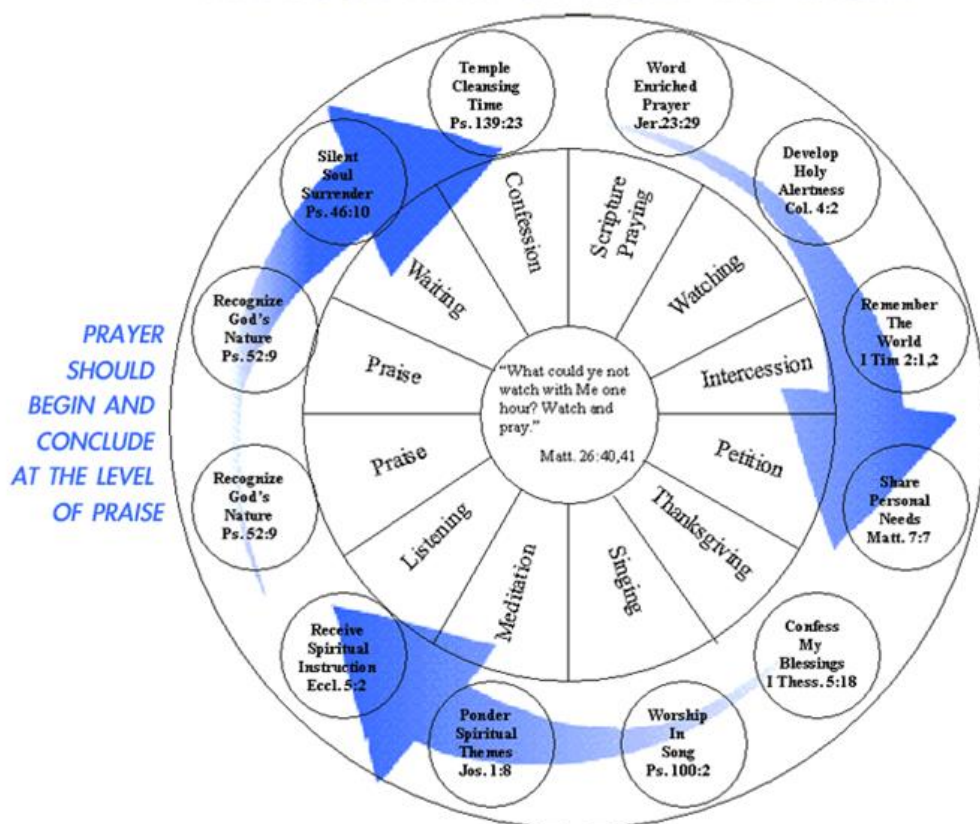 PRAYER
SHOULD
BEGIN AND
CONCLUDE
AT THE LEVEL
OF PRAISE
Recognize
God's
Nature
Ps. 52:9
Silent
Soul
Surrender
Ps. 46:10
Temple
Cleansing
Time
Ps. 139:23
Word
Enriched
Prayer
Jer.23:29
Develop
Holy
Alertness
Col. 4:2
Remember
The
World
I Tim 2:1,2
Share
Personal
Needs
Matt. 7:7
Confess
My
Blessings
I Thess. 5:18
Worship
In
Song
Ps. 100:2
Ponder
Spiritual
Themes
Jos. 1:8
Receive
Spiritual
Instruction
Eccl. 5:2
Recognize
God's
Nature
Ps. 52:9
Praise
Waiting
Confession
Scripture
Praying
Watching
Intercession
Petition
Thanksgiving
Singing
Meditation
Listening
Praise
"What could ye not
watch with Me one
hour? Watch and
pray."
Matt. 26:40,41